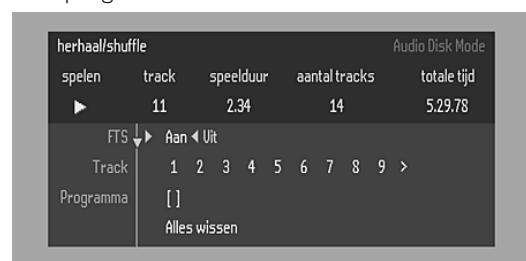 herhaal/shuffle Audio Disk Mode
spelen track speelduur aantal tracks totale tijd
11 2.34 14 5.29.78
FTS Aan Uit
Track 1 2 3 4 5 6 7 8 9 >
Programma [ ]
Alles wissen